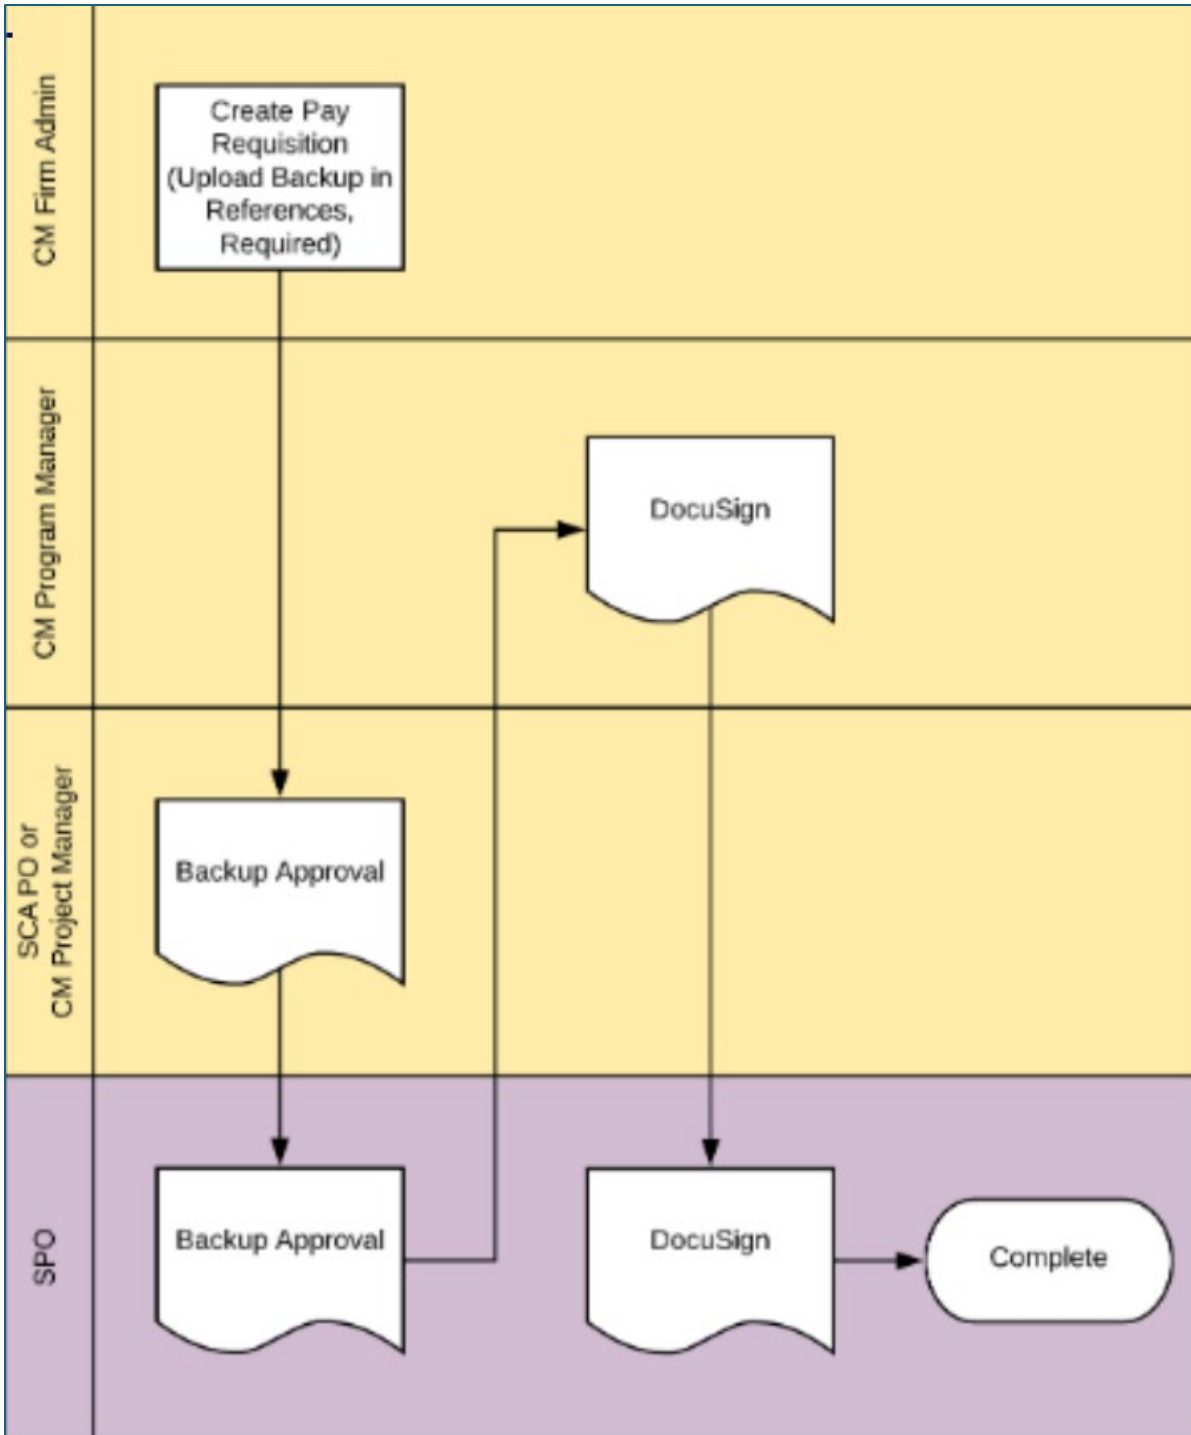 CM Firm Admin
Create Pay
Requisition
(Upload Backup in
References,
Required)
CM Program Manager
DocuSign
SCA PO or
CM Project Manager
Backup Approval
SPO
Backup Approval
DocuSign
Complete